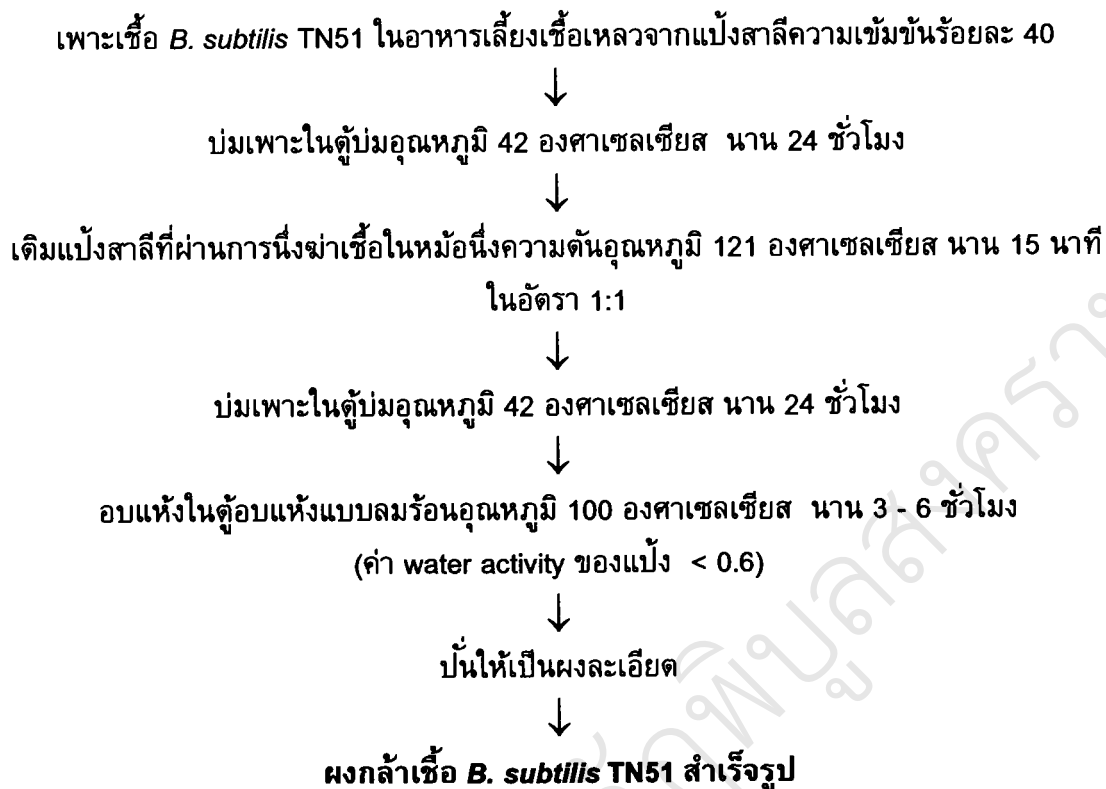 เพาะเชื้อ B. subtilis TN51 ในอาหารเลี้ยงเชื้อเหลวจากแป้งสาลีความเข้มข้นร้อยละ 40
↓
บ่มเพาะในตู้บ่มอุณหภูมิ 42 องศาเซลเซียส นาน 24 ชั่วโมง
↓
เติมแป้งสาลีที่ผ่านการนึ่งฆ่าเชื้อในหม้อนึ่งความดันอุณหภูมิ 121 องศาเซลเซียส นาน 15 นาที
ในอัตรา 1:1
↓
บ่มเพาะในตู้บ่มอุณหภูมิ 42 องศาเซลเซียส นาน 24 ชั่วโมง
↓
อบแห้งในตู้อบแห้งแบบลมร้อนอุณหภูมิ 100 องศาเซลเซียส นาน 3 - 6 ชั่วโมง
(ค่า water activity ของแป้ง < 0.6)
↓
ปั่นให้เป็นผงละเอียด
↓
ผงกล้าเชื้อ B. subtilis TN51 สำเร็จรูป